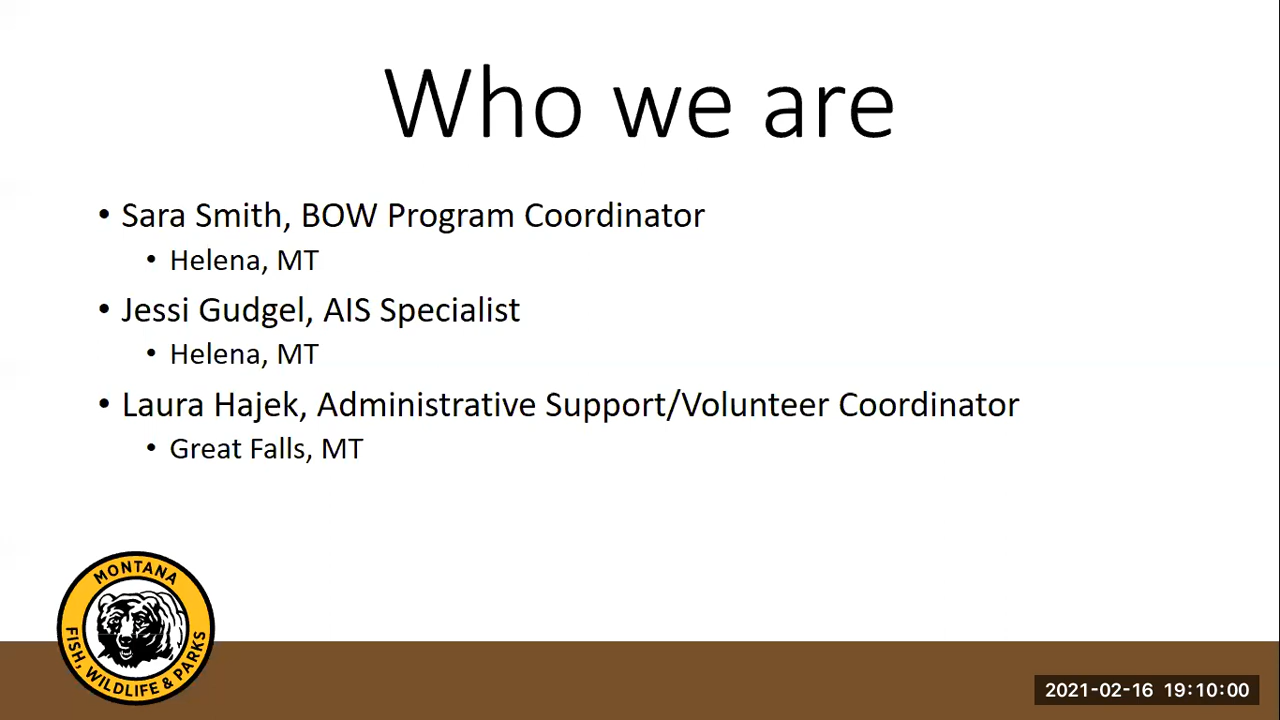 Who we are
• Sara Smith, BOW Program Coordinator
• Helena, MT
• Jessi Gudgel, AIS Specialist
• Helena, MT
• Laura Hajek, Administrative Support/Volunteer Coordinator
• Great Falls, MT
MONTANA
FISH, WILDLIFE & PARKS
2021-02-16 19:10:00